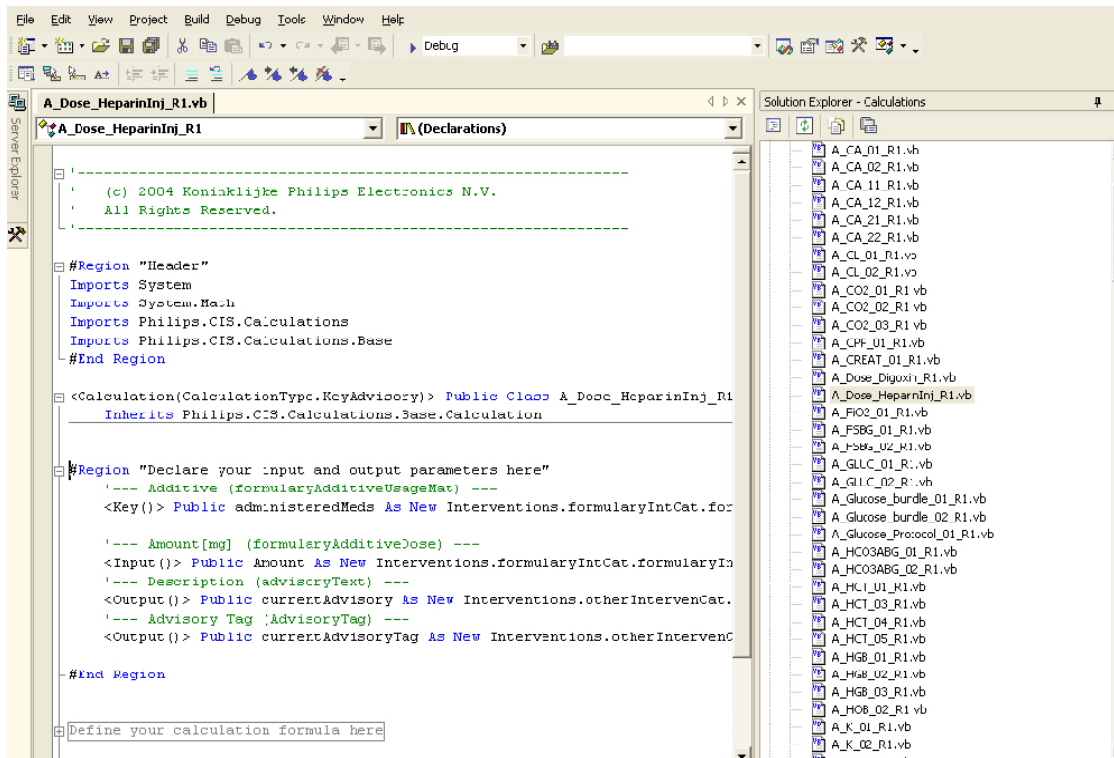 File Edit View Project Build Debug Tools Window Help
Debug
Server Explorer
A_Dose_HeparinInj_R1.vb
A_Dose_HeparinInj_R1
(Declarations)
'----------------------------------------------------------------
' (c) 2004 Koninklijke Philips Electronics N.V.
' All Rights Reserved.
'----------------------------------------------------------------
#Region "Header"
Imports System
Imports System.Math
Imports Philips.CIS.Calculations
Imports Philips.CIS.Calculations.Base
#End Region
<Calculation(CalculationType.KeyAdvisory)> Public Class A_Dose_HeparinInj_R1
Inherits Philips.CIS.Calculations.Base.Calculation
#Region "Declare your input and output parameters here"
'--- Additive (formularyAdditiveUsageMat) ---
<Key()> Public administeredMeds As New Interventions.formularyIntCat.for
'--- Amount[mg] (formularyAdditiveDose) ---
<Input()> Public Amount As New Interventions.formularyIntCat.formularyIn
'--- Description (advisoryText) ---
<Output()> Public currentAdvisory As New Interventions.otherIntervenCat.
'--- Advisory Tag (AdvisoryTag) ---
<Output()> Public currentAdvisoryTag As New Interventions.otherIntervenC
#End Region
Define your calculation formula here
Solution Explorer - Calculations
A_CA_01_R1.vb
A_CA_02_R1.vb
A_CA_11_R1.vb
A_CA_12_R1.vb
A_CA_21_R1.vb
A_CA_22_R1.vb
A_CL_01_R1.vb
A_CL_02_R1.vb
A_CO2_01_R1.vb
A_CO2_02_R1.vb
A_CO2_03_R1.vb
A_CPF_01_R1.vb
A_CREAT_01_R1.vb
A_Dose_Digoxin_R1.vb
A_Dose_HeparinInj_R1.vb
A_FiO2_01_R1.vb
A_FSBG_01_R1.vb
A_FSBG_02_R1.vb
A_GLUC_01_R1.vb
A_GLUC_02_R1.vb
A_Glucose_burdle_01_R1.vb
A_Glucose_burdle_02_R1.vb
A_Glucose_Protocol_01_R1.vb
A_HCO3ABG_01_R1.vb
A_HCO3ABG_02_R1.vb
A_HCT_01_R1.vb
A_HCT_03_R1.vb
A_HCT_04_R1.vb
A_HCT_05_R1.vb
A_HGB_01_R1.vb
A_HGB_02_R1.vb
A_HGB_03_R1.vb
A_HOB_02_R1.vb
A_K_01_R1.vb
A_K_02_R1.vb